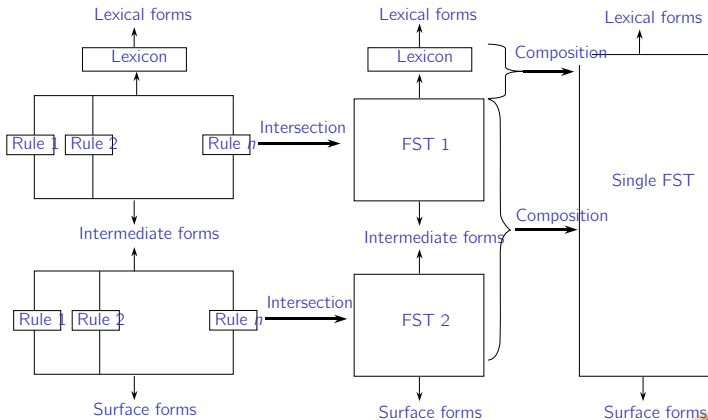 Lexical forms
Lexicon
Rule 1
Rule 2
Rule n
Intermediate forms
Rule 1
Rule 2
Rule n
Surface forms
Intersection
Intersection
Lexical forms
Lexicon
FST 1
Intermediate forms
FST 2
Surface forms
Composition
Composition
Lexical forms
Single FST
Surface forms